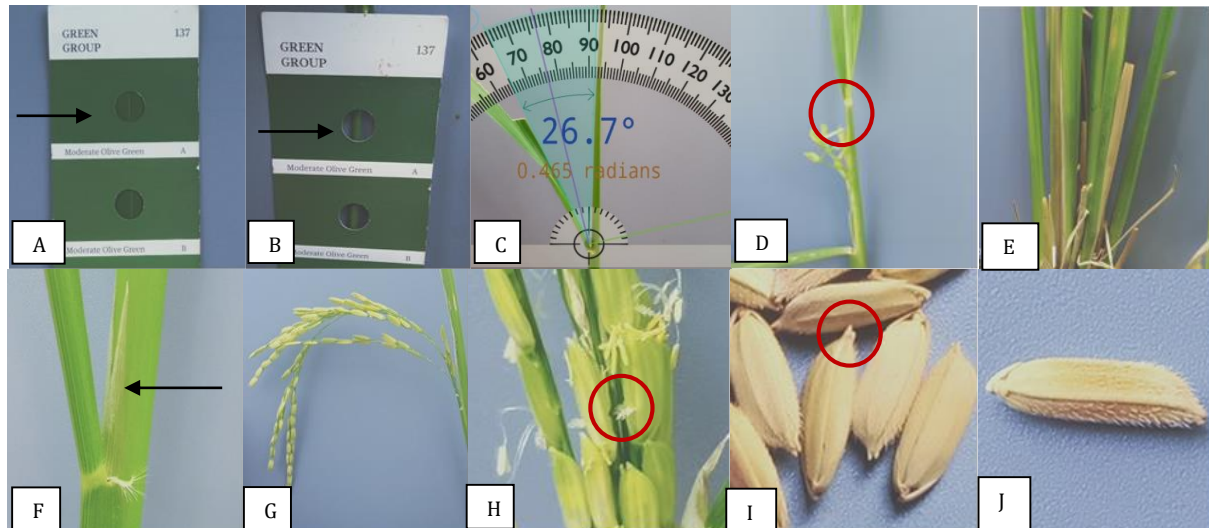 GREEN
GROUP
137
Moderate Olive Green A
Moderate Olive Green B
A
GREEN
GROUP
137
Moderate Olive Green A
Moderate Olive Green B
B
60 70 80 90 100 110 120 130
26.7°
0.465 radians
C
D
E
F
G
H
I
J